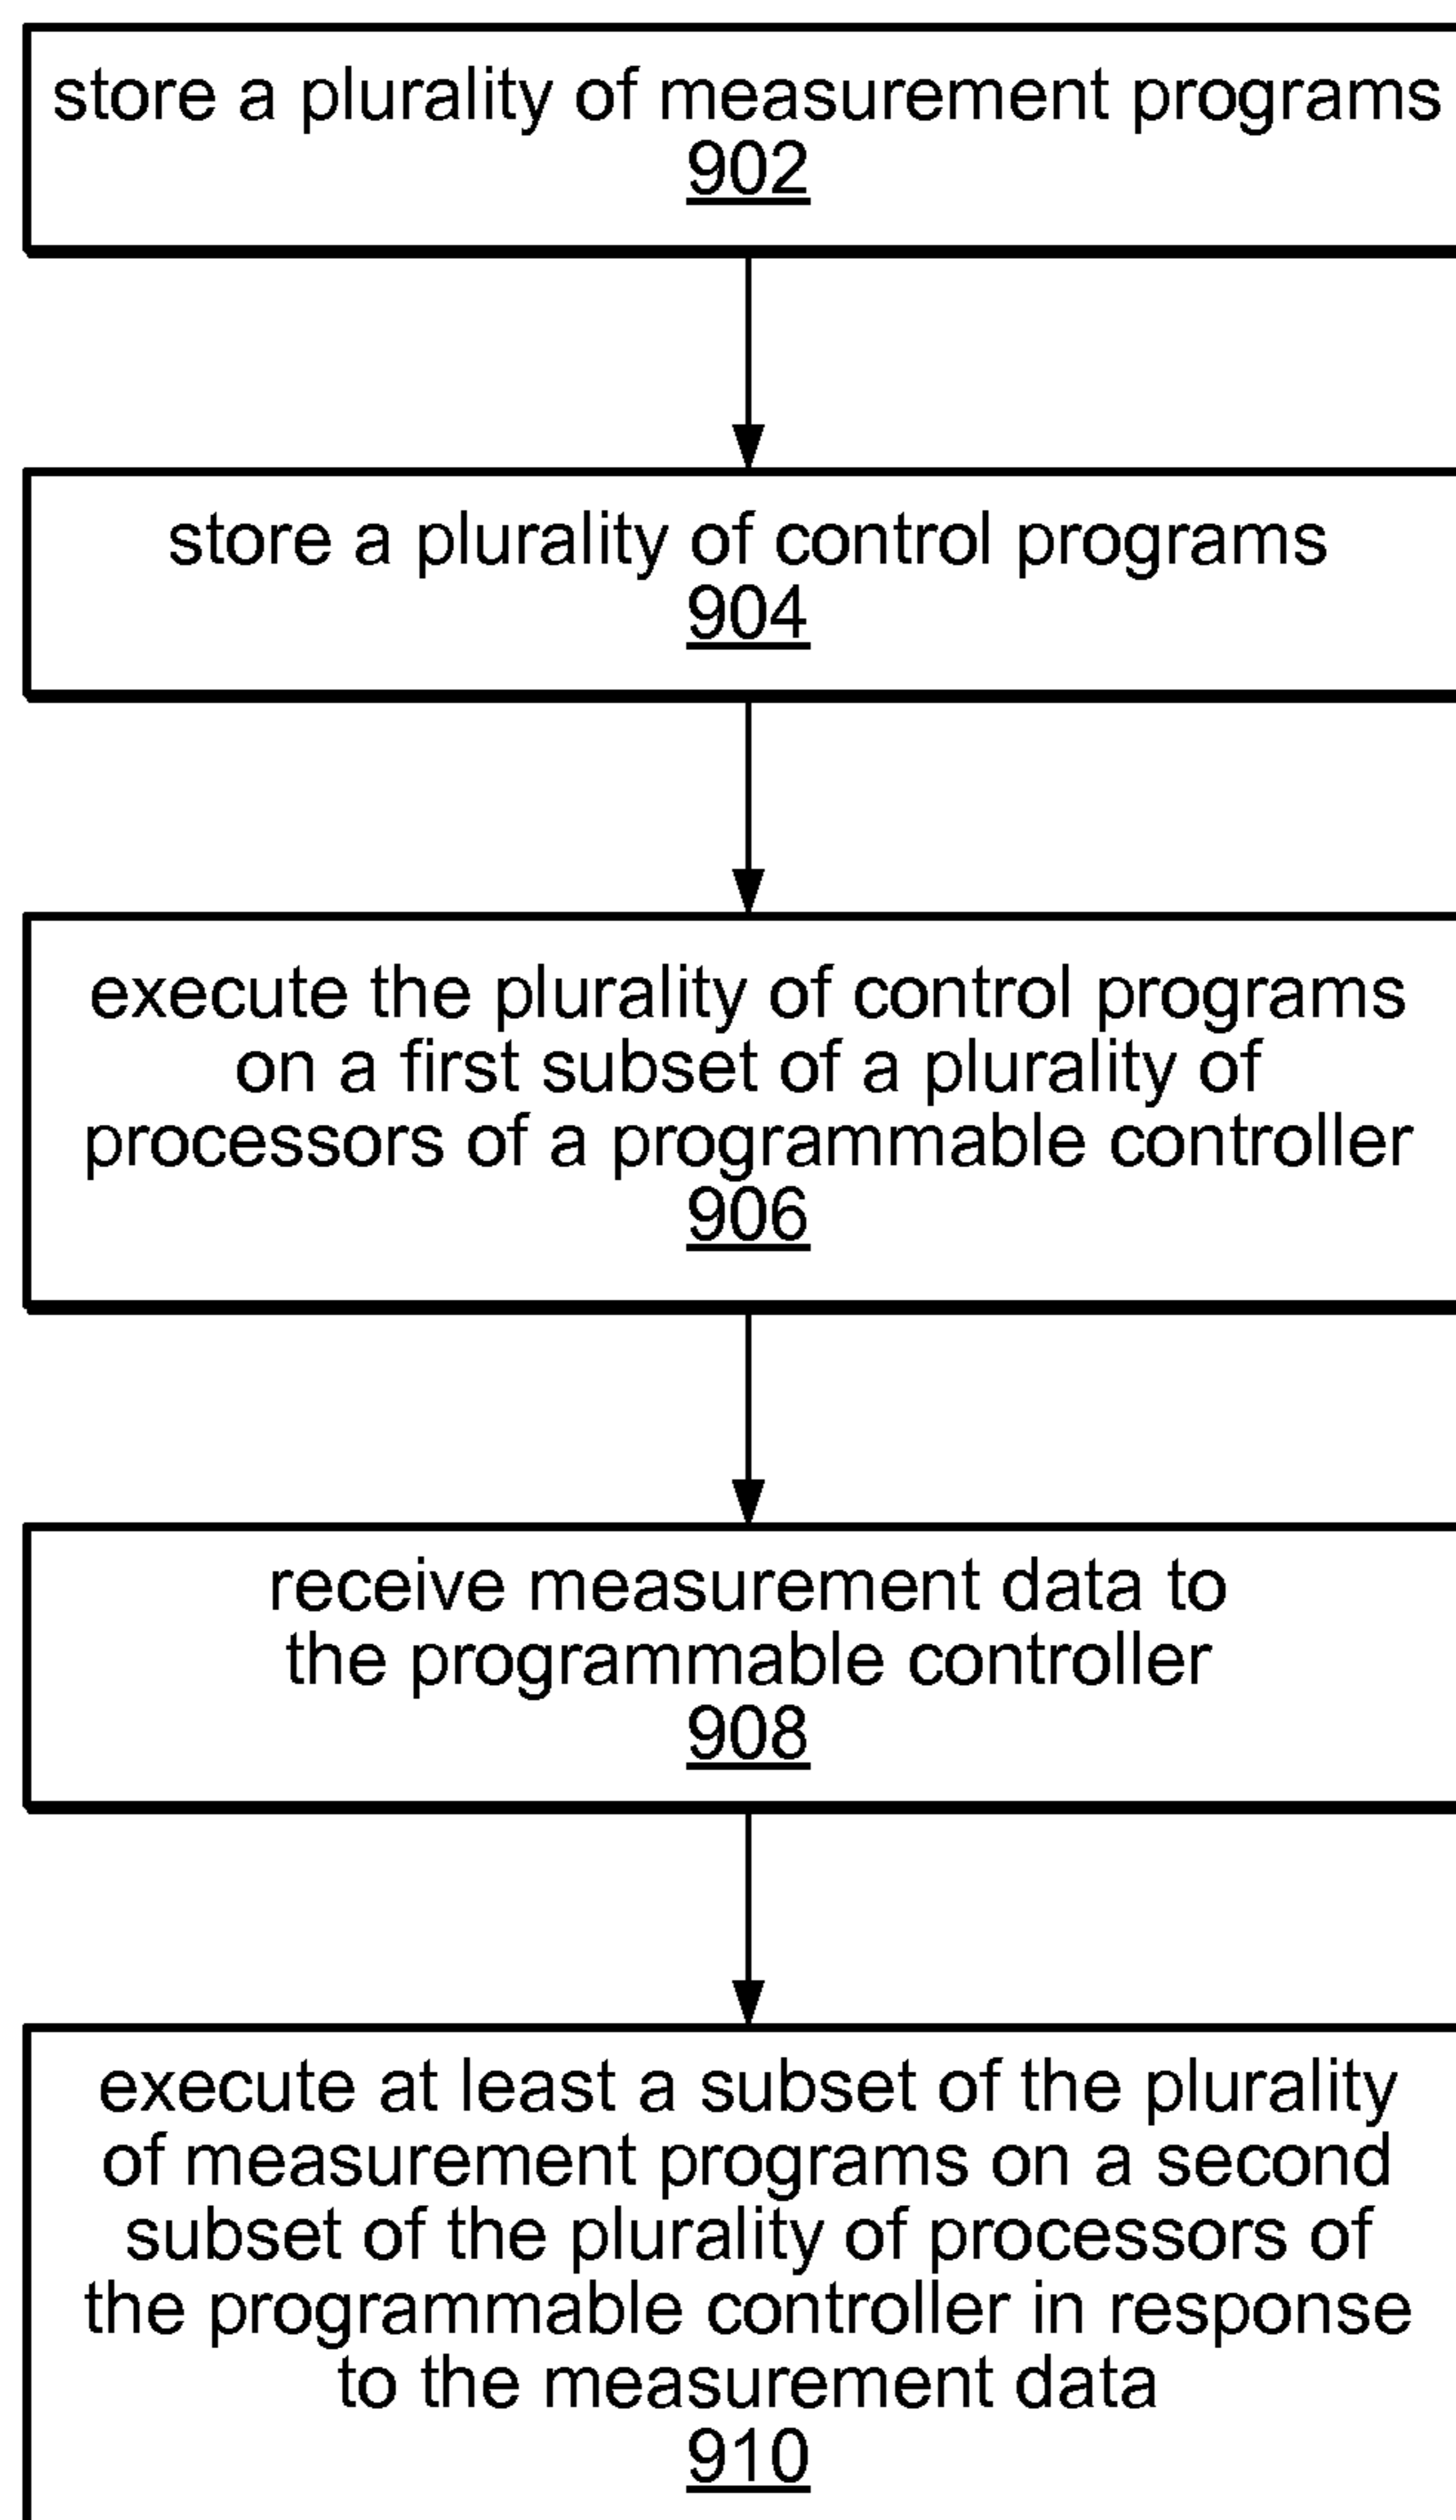 store a plurality of measurement programs
902
store a plurality of control programs
904
execute the plurality of control programs
on a first subset of a plurality of
processors of a programmable controller
906
receive measurement data to
the programmable controller
908
execute at least a subset of the plurality
of measurement programs on a second
subset of the plurality of processors of
the programmable controller in response
to the measurement data
910